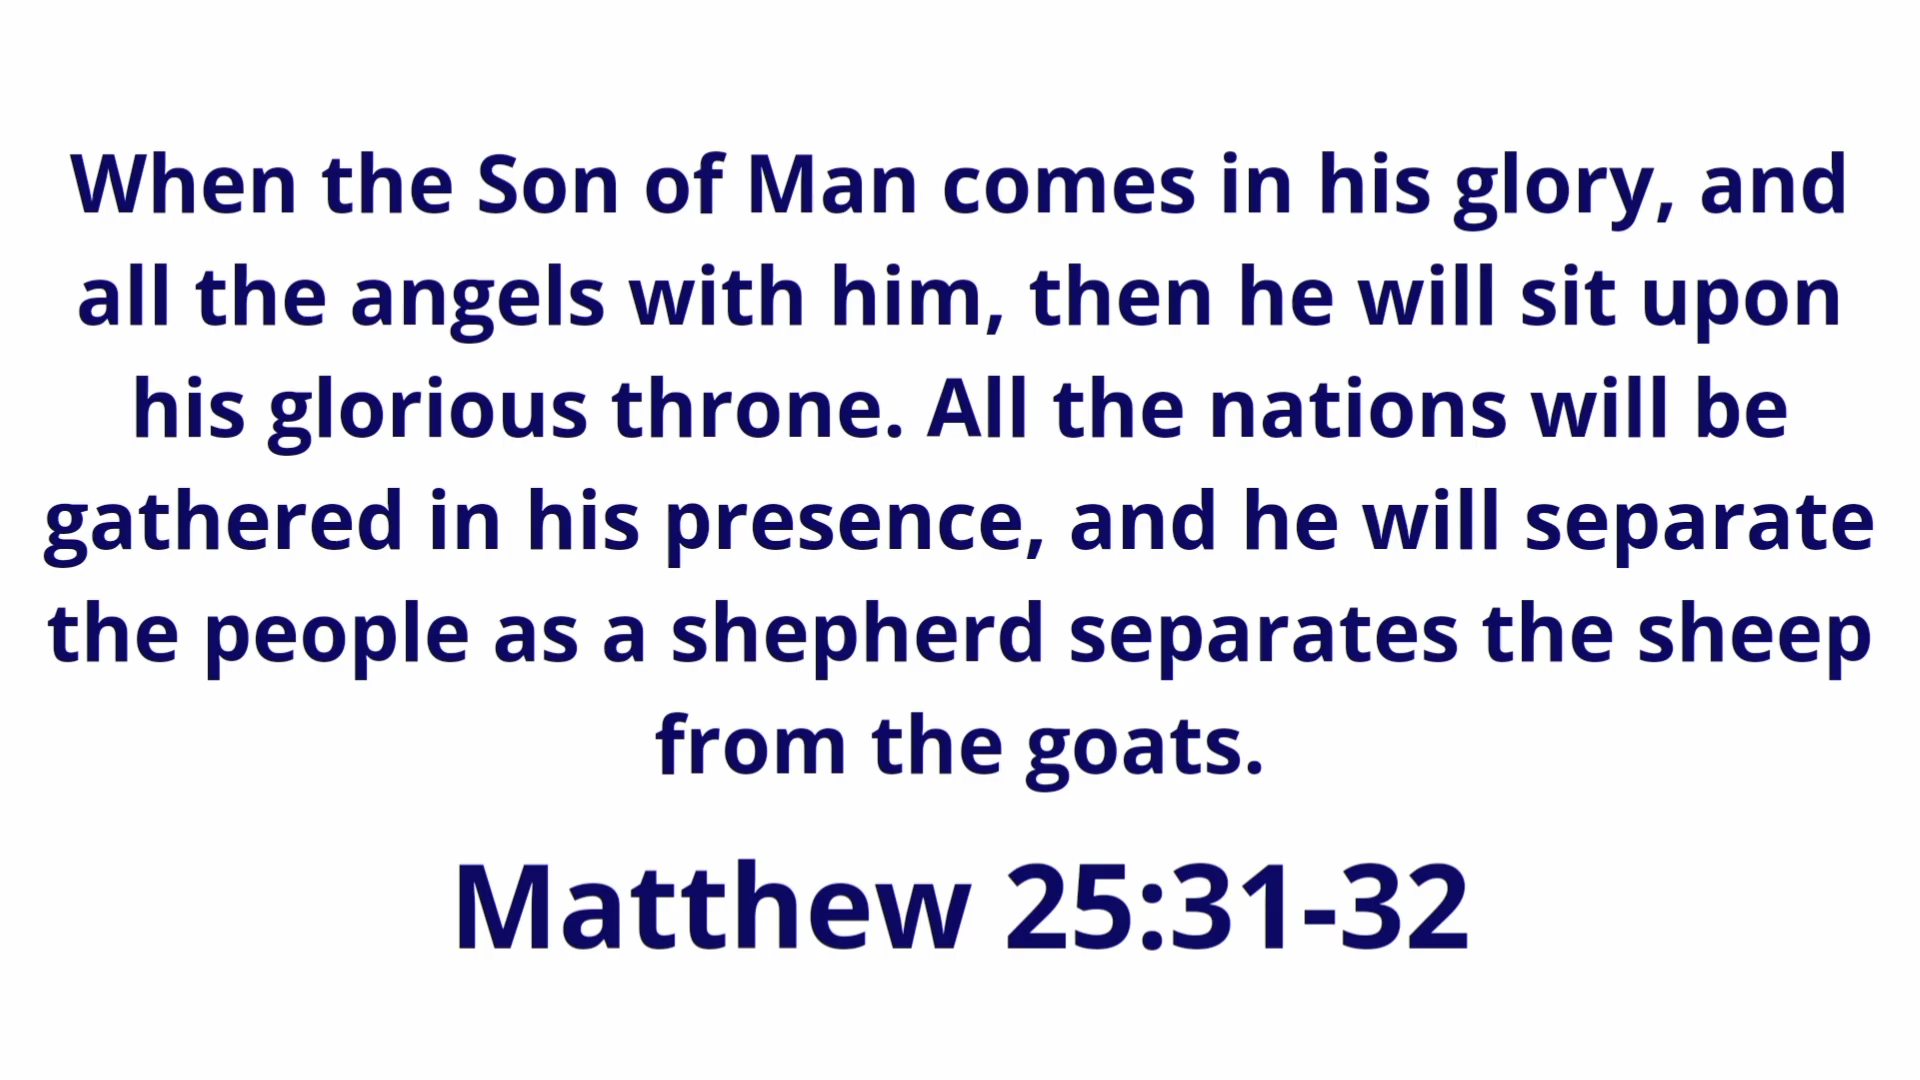 When the Son of Man comes in his glory, and
all the angels with him, then he will sit upon
his glorious throne. All the nations will be
gathered in his presence, and he will separate
the people as a shepherd separates the sheep
from the goats.
Matthew 25:31-32